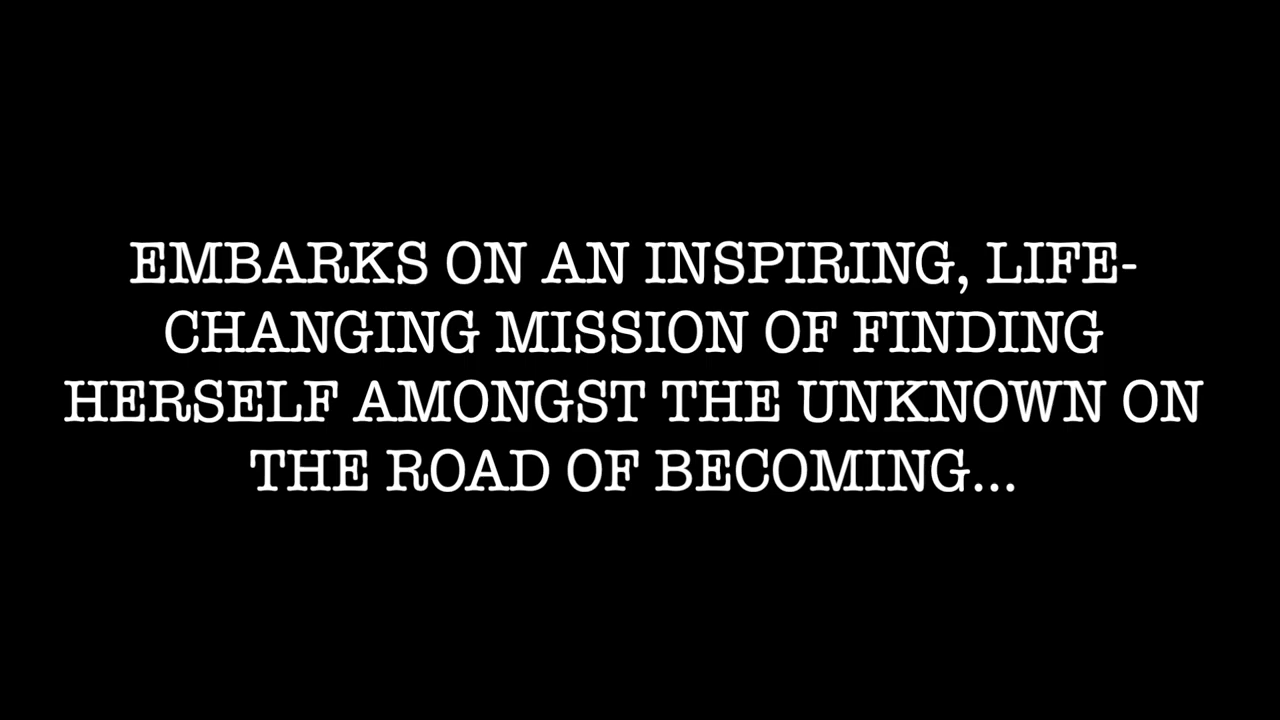 EMBARKS ON AN INSPIRING, LIFE-
CHANGING MISSION OF FINDING
HERSELF AMONGST THE UNKNOWN ON
THE ROAD OF BECOMING...